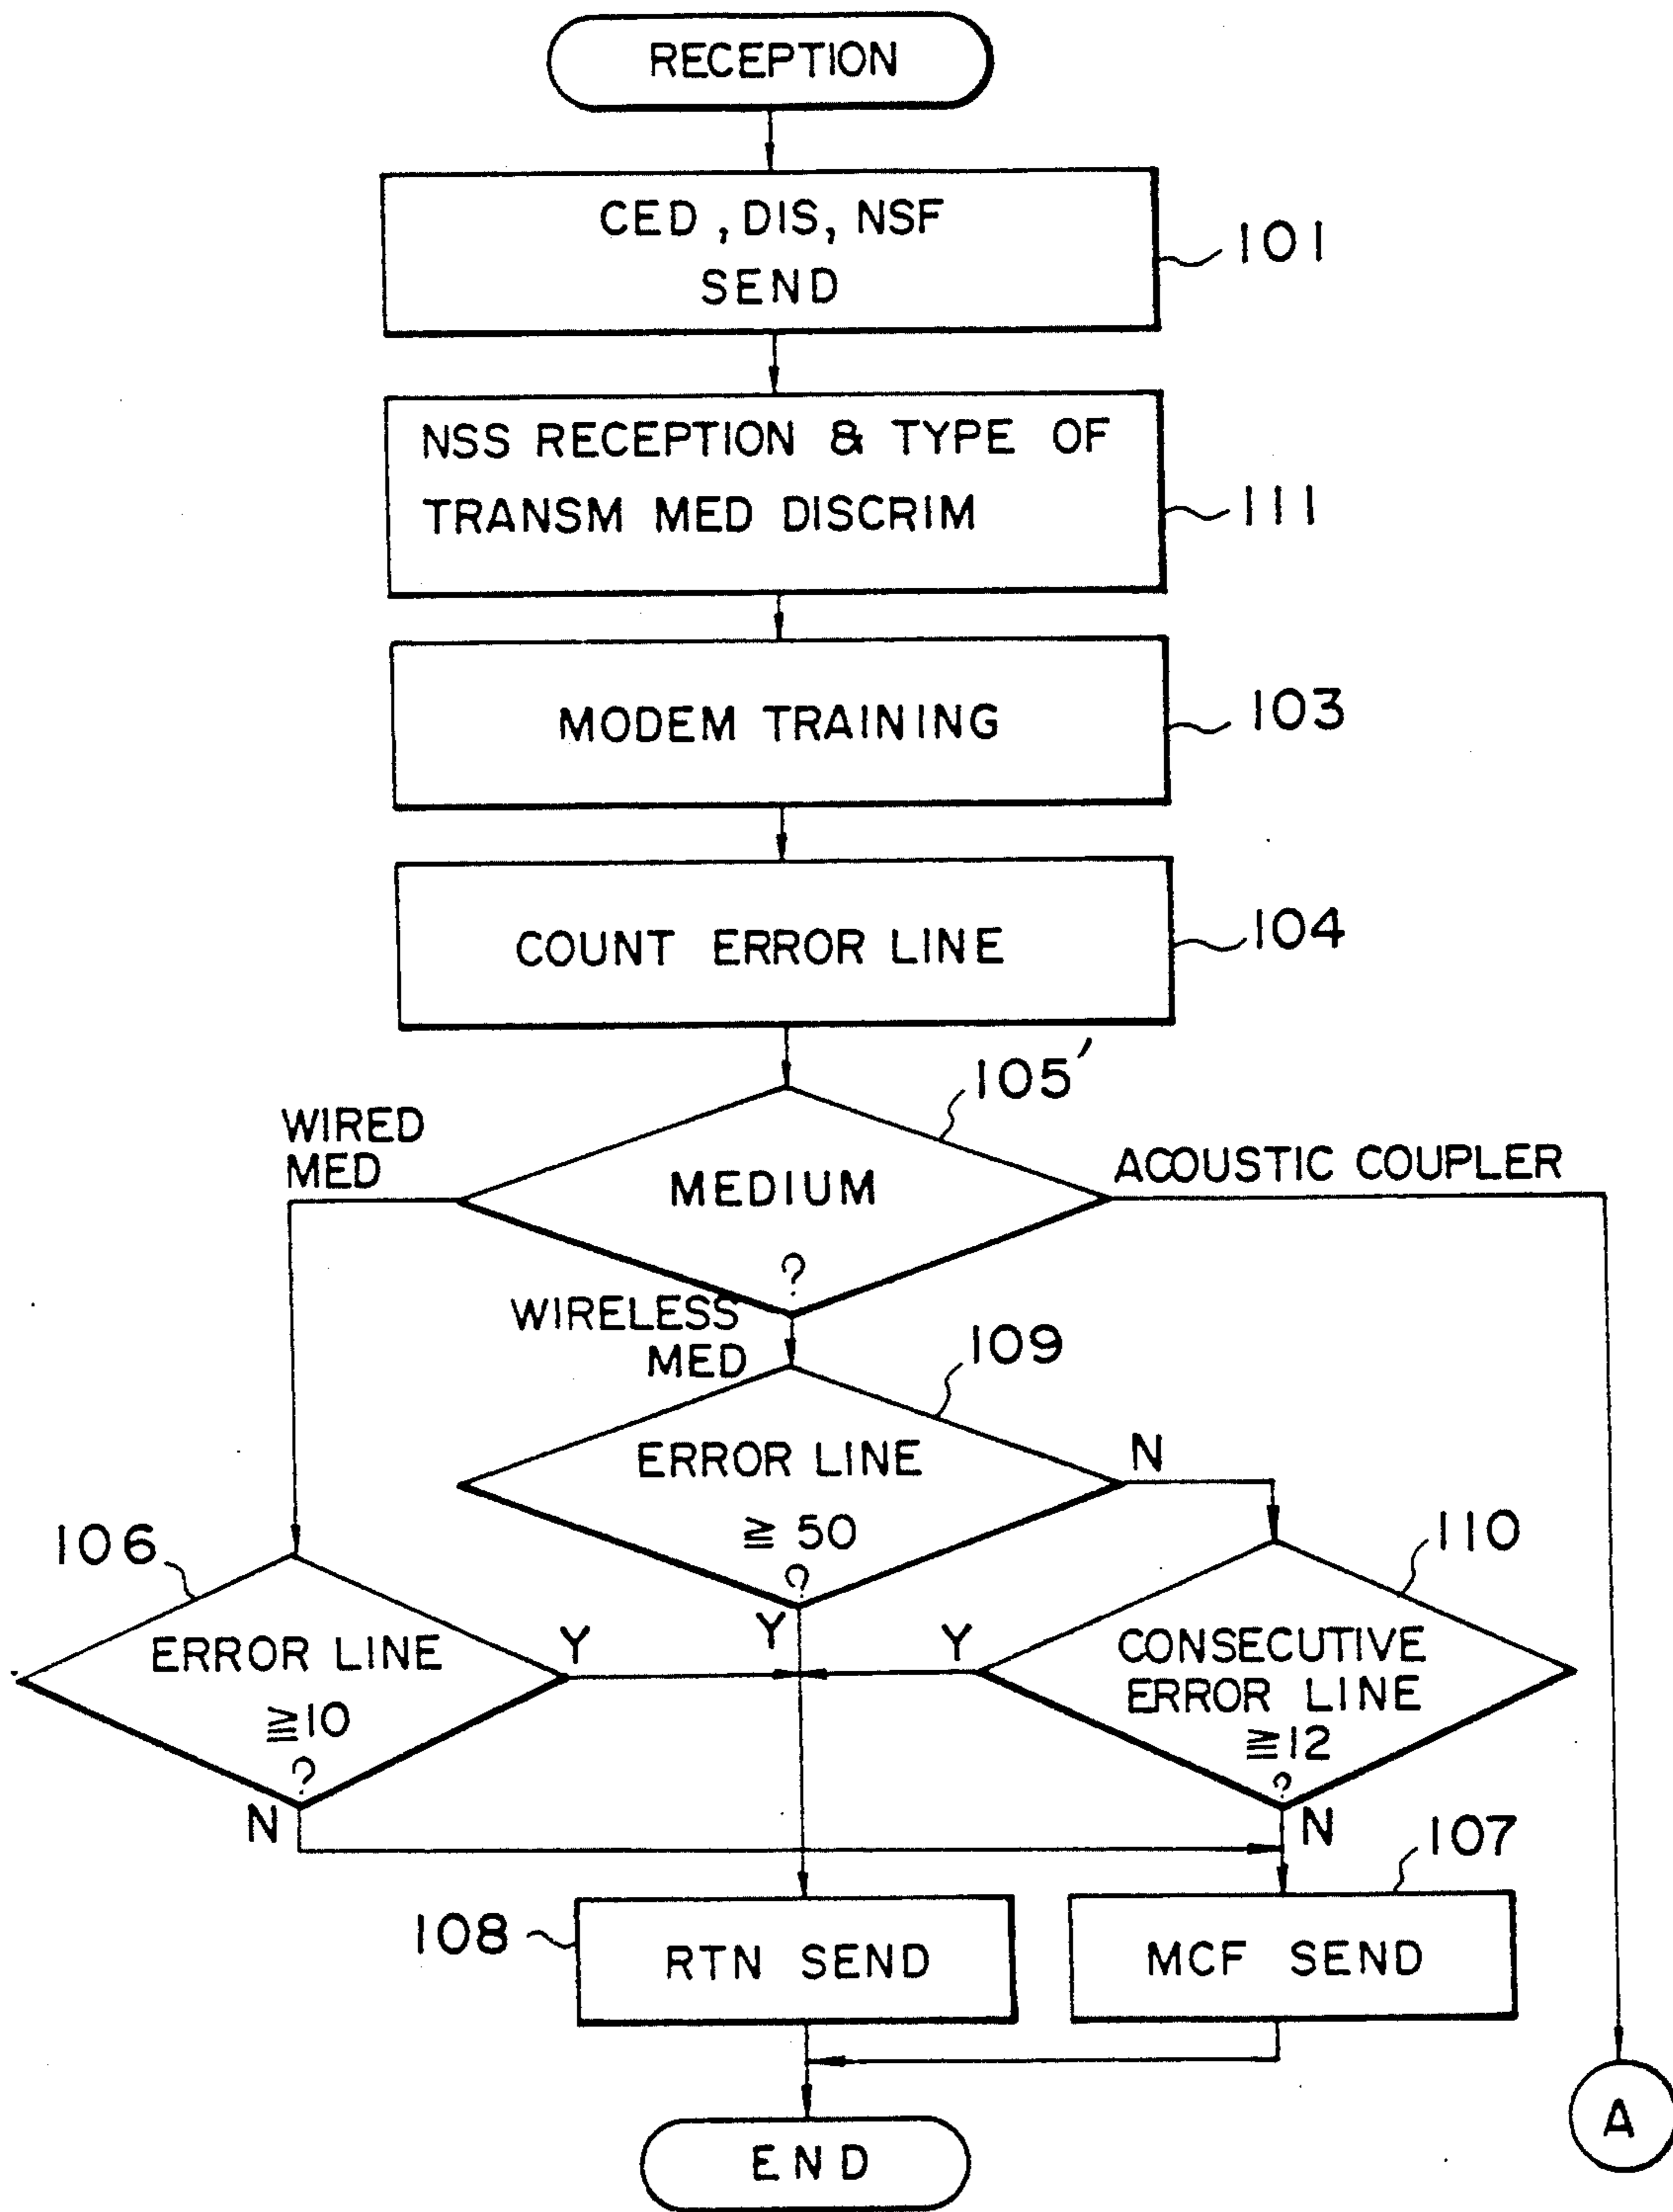 RECEPTION
CED, DIS, NSF
SEND
101
NSS RECEPTION & TYPE OF
TRANSM MED DISCRIM
111
MODEM TRAINING
103
COUNT ERROR LINE
104
105'
WIRED
MED
MEDIUM
?
ACOUSTIC COUPLER
WIRELESS
MED
109
ERROR LINE
≧ 50
?
N
Y
106
ERROR LINE
≧10
?
Y
N
110
CONSECUTIVE
ERROR LINE
≧12
?
Y
N
107
108
RTN SEND
MCF SEND
END
A